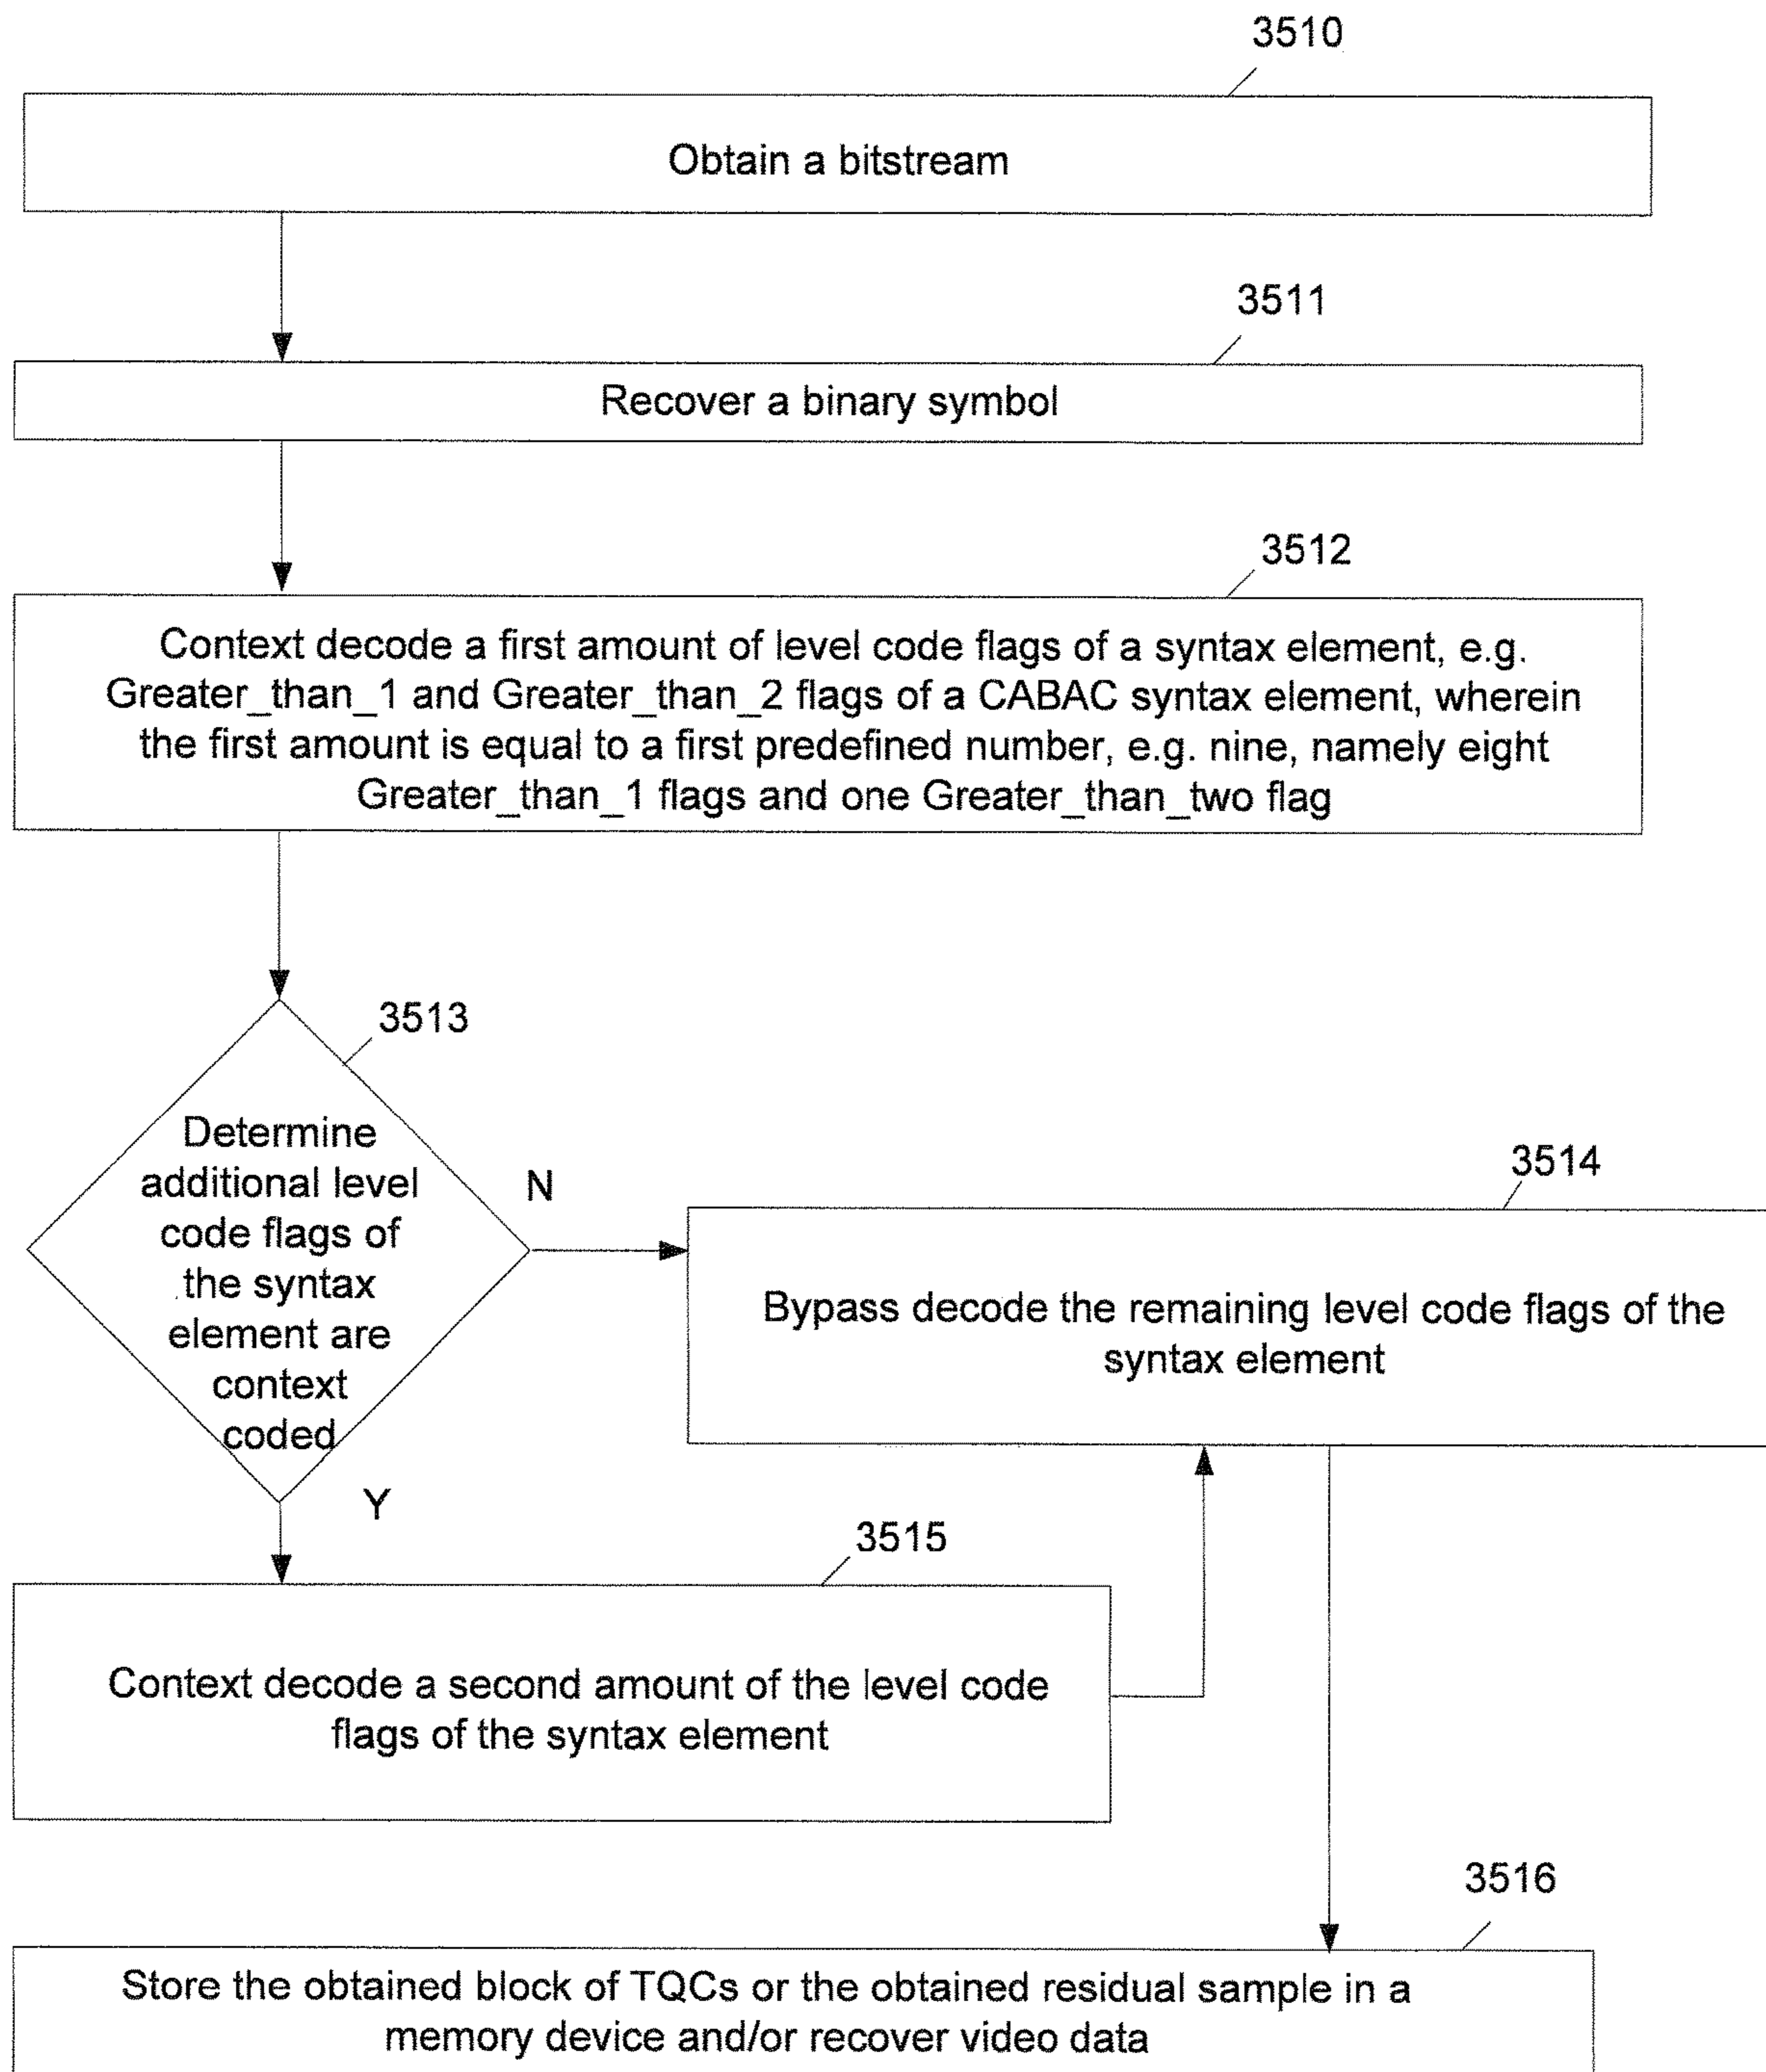 3510
Obtain a bitstream
3511
Recover a binary symbol
3512
Context decode a first amount of level code flags of a syntax element, e.g.
Greater_than_1 and Greater_than_2 flags of a CABAC syntax element, wherein
the first amount is equal to a first predefined number, e.g. nine, namely eight
Greater_than_1 flags and one Greater_than_two flag
3513
Determine
additional level
code flags of
the syntax
element are
context
coded
N
3514
Bypass decode the remaining level code flags of the
syntax element
Y
3515
Context decode a second amount of the level code
flags of the syntax element
3516
Store the obtained block of TQCs or the obtained residual sample in a
memory device and/or recover video data